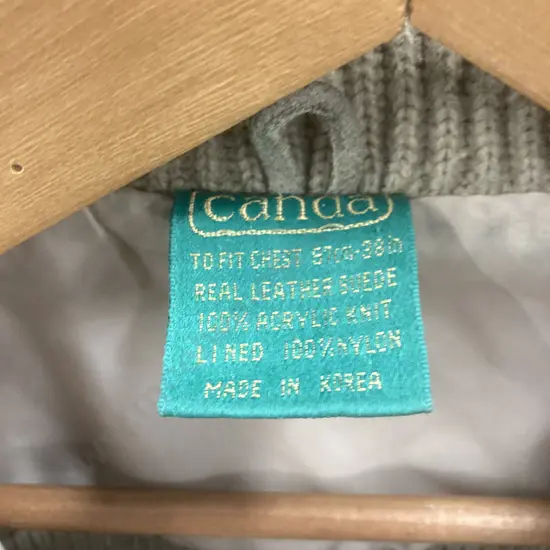 canda
TO FIT CHEST 97cm-38in
REAL LEATHER SUEDE
100% ACRYLIC KNIT
LINED 100% NYLON
MADE IN KOREA